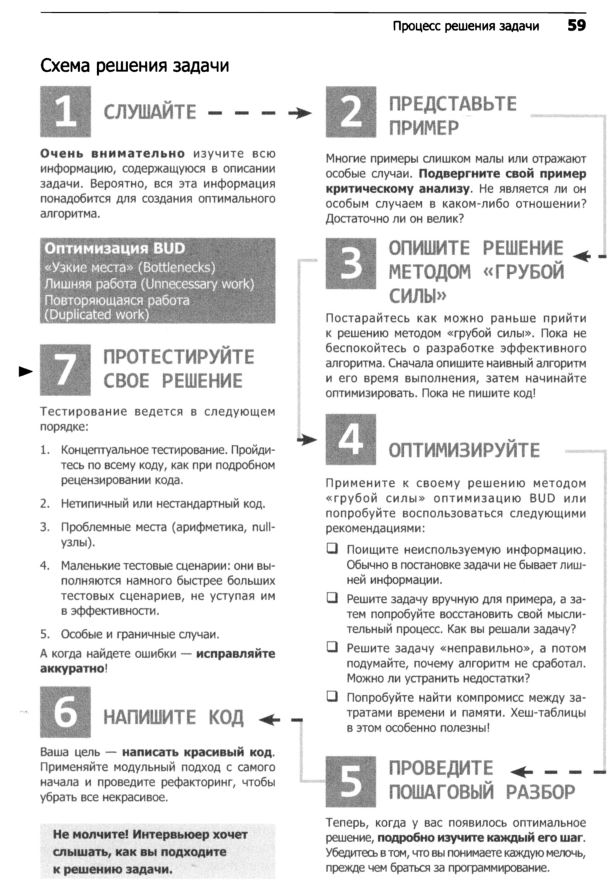 Процесс решения задачи 59
Схема решения задачи
1 СЛУШАЙТЕ
Очень внимательно изучите всю
информацию, содержащуюся в описании
задачи. Вероятно, вся эта информация
понадобится для создания оптимального
алгоритма.
Оптимизация BUD
«Узкие места» (Bottlenecks)
Лишняя работа (Unnecessary work)
Повторяющаяся работа
(Duplicated work)
2 ПРЕДСТАВЬТЕ
ПРИМЕР
Многие примеры слишком малы или отражают
особые случаи. Подвергните свой пример
критическому анализу. Не является ли он
особым случаем в каком-либо отношении?
Достаточно ли он велик?
3 ОПИШИТЕ РЕШЕНИЕ
МЕТОДОМ «ГРУБОЙ
СИЛЫ»
Постарайтесь как можно раньше прийти
к решению методом «грубой силы». Пока не
беспокойтесь о разработке эффективного
алгоритма. Сначала опишите наивный алгоритм
и его время выполнения, затем начинайте
оптимизировать. Пока не пишите код!
4 ОПТИМИЗИРУЙТЕ
Примените к своему решению методом
«грубой силы» оптимизацию BUD или
попробуйте воспользоваться следующими
рекомендациями:
❑ Поищите неиспользуемую информацию.
Обычно в постановке задачи не бывает лиш-
ней информации.
❑ Решите задачу вручную для примера, а за-
тем попробуйте восстановить свой мысли-
тельный процесс. Как вы решали задачу?
❑ Решите задачу «неправильно», а потом
подумайте, почему алгоритм не сработал.
Можно ли устранить недостатки?
❑ Попробуйте найти компромисс между за-
тратами времени и памяти. Хеш-таблицы
в этом особенно полезны!
5 ПРОВЕДИТЕ
ПОШАГОВЫЙ РАЗБОР
Теперь, когда у вас появилось оптимальное
решение, подробно изучите каждый его шаг.
Убедитесь в том, что вы понимаете каждую мелочь,
прежде чем браться за программирование.
6 НАПИШИТЕ КОД
Ваша цель — написать красивый код.
Применяйте модульный подход с самого
начала и проведите рефакторинг, чтобы
убрать все некрасивое.
7 ПРОТЕСТИРУЙТЕ
СВОЕ РЕШЕНИЕ
Тестирование ведется в следующем
порядке:
1. Концептуальное тестирование. Пройди-
тесь по всему коду, как при подробном
рецензировании кода.
2. Нетипичный или нестандартный код.
3. Проблемные места (арифметика, null-
узлы).
4. Маленькие тестовые сценарии: они вы-
полняются намного быстрее больших
тестовых сценариев, не уступая им
в эффективности.
5. Особые и граничные случаи.
А когда найдете ошибки — исправляйте
аккуратно!
Не молчите! Интервьюер хочет
слышать, как вы подходите
к решению задачи.